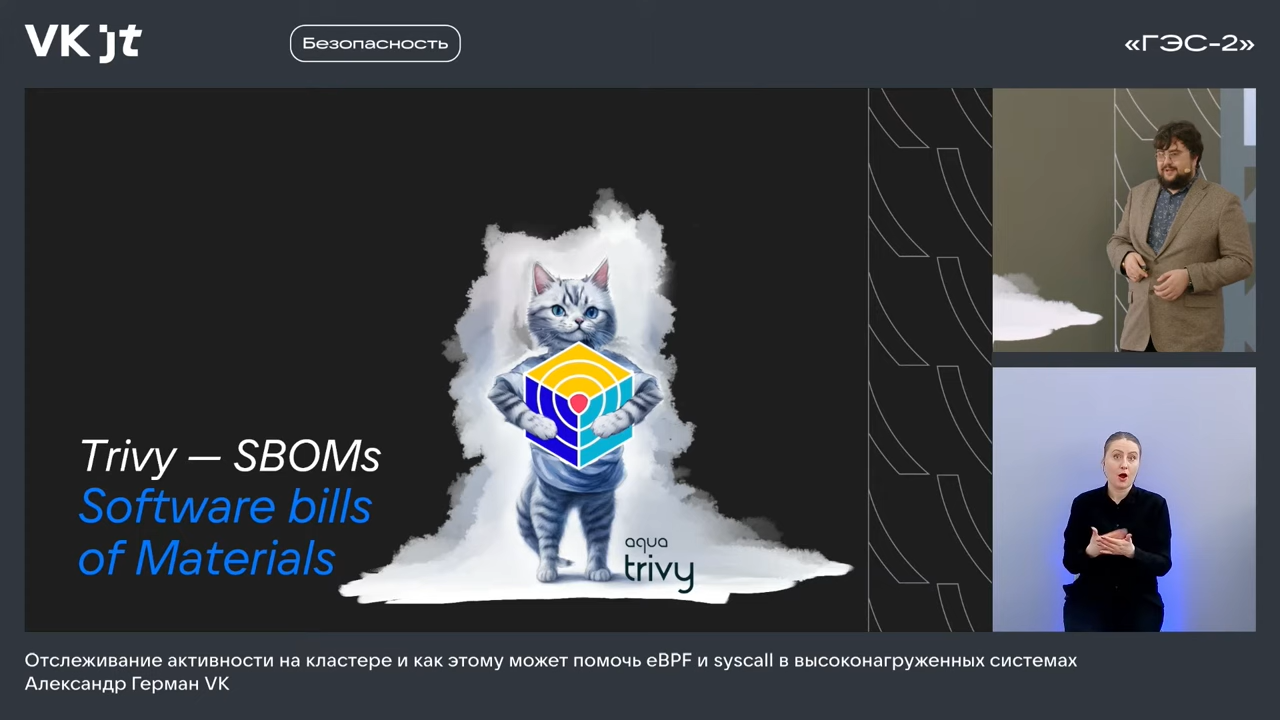 VK jt
Безопасность
«ГЭС-2»
Trivy — SBOMs
Software bills
of Materials
aqua
trivy
Отслеживание активности на кластере и как этому может помочь eBPF и syscall в высоконагруженных системах
Александр Герман VK